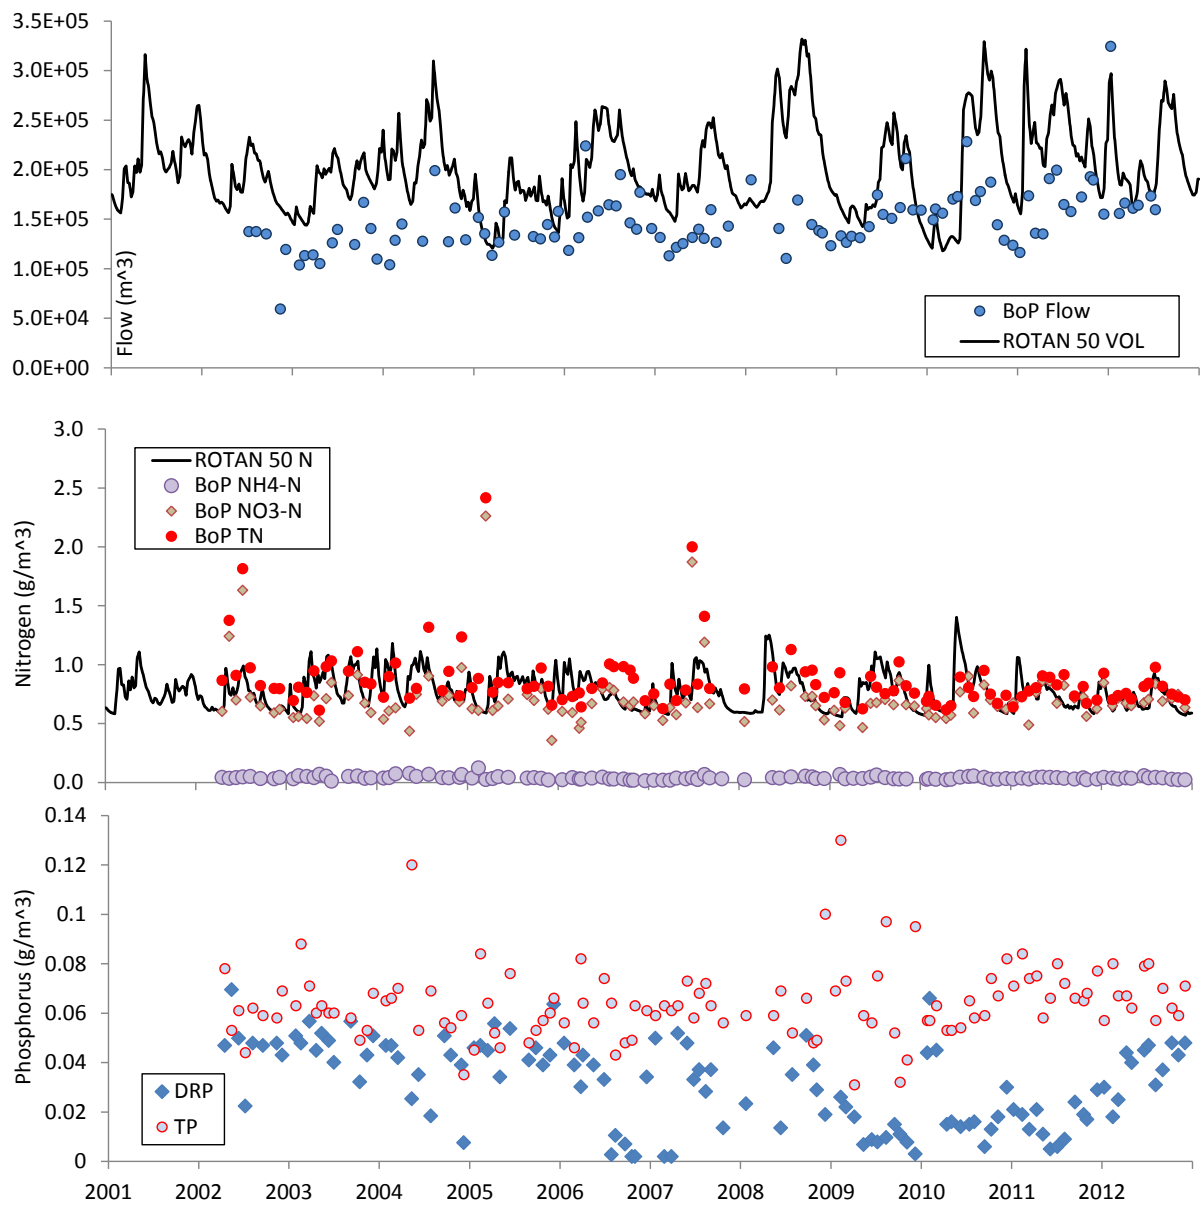 3.5E+05
3.0E+05
2.5E+05
2.0E+05
1.5E+05
1.0E+05
5.0E+04
0.0E+00
Flow (m^3)
BoP Flow
ROTAN 50 VOL
3.0
2.5
2.0
1.5
1.0
0.5
0.0
Nitrogen (g/m^3)
ROTAN 50 N
BoP NH4-N
BoP NO3-N
BoP TN
0.14
0.12
0.1
0.08
0.06
0.04
0.02
0
Phosphorus (g/m^3)
DRP
TP
2001 2002 2003 2004 2005 2006 2007 2008 2009 2010 2011 2012